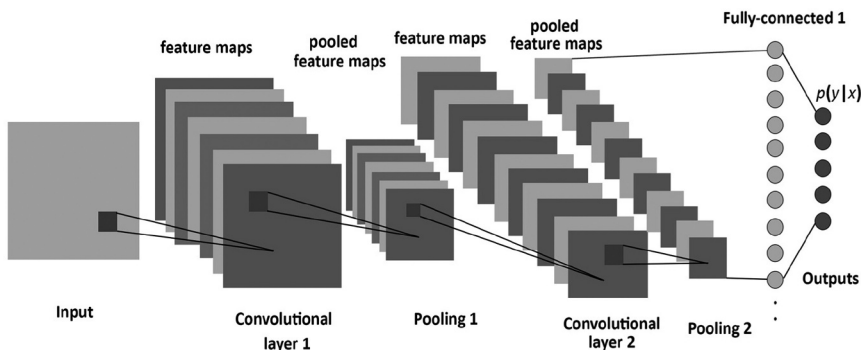 Fully-connected 1
feature maps
pooled
feature maps
feature maps
pooled
feature maps
p(y|x)
Input
Convolutional
layer 1
Pooling 1
Convolutional
layer 2
Pooling 2
Outputs